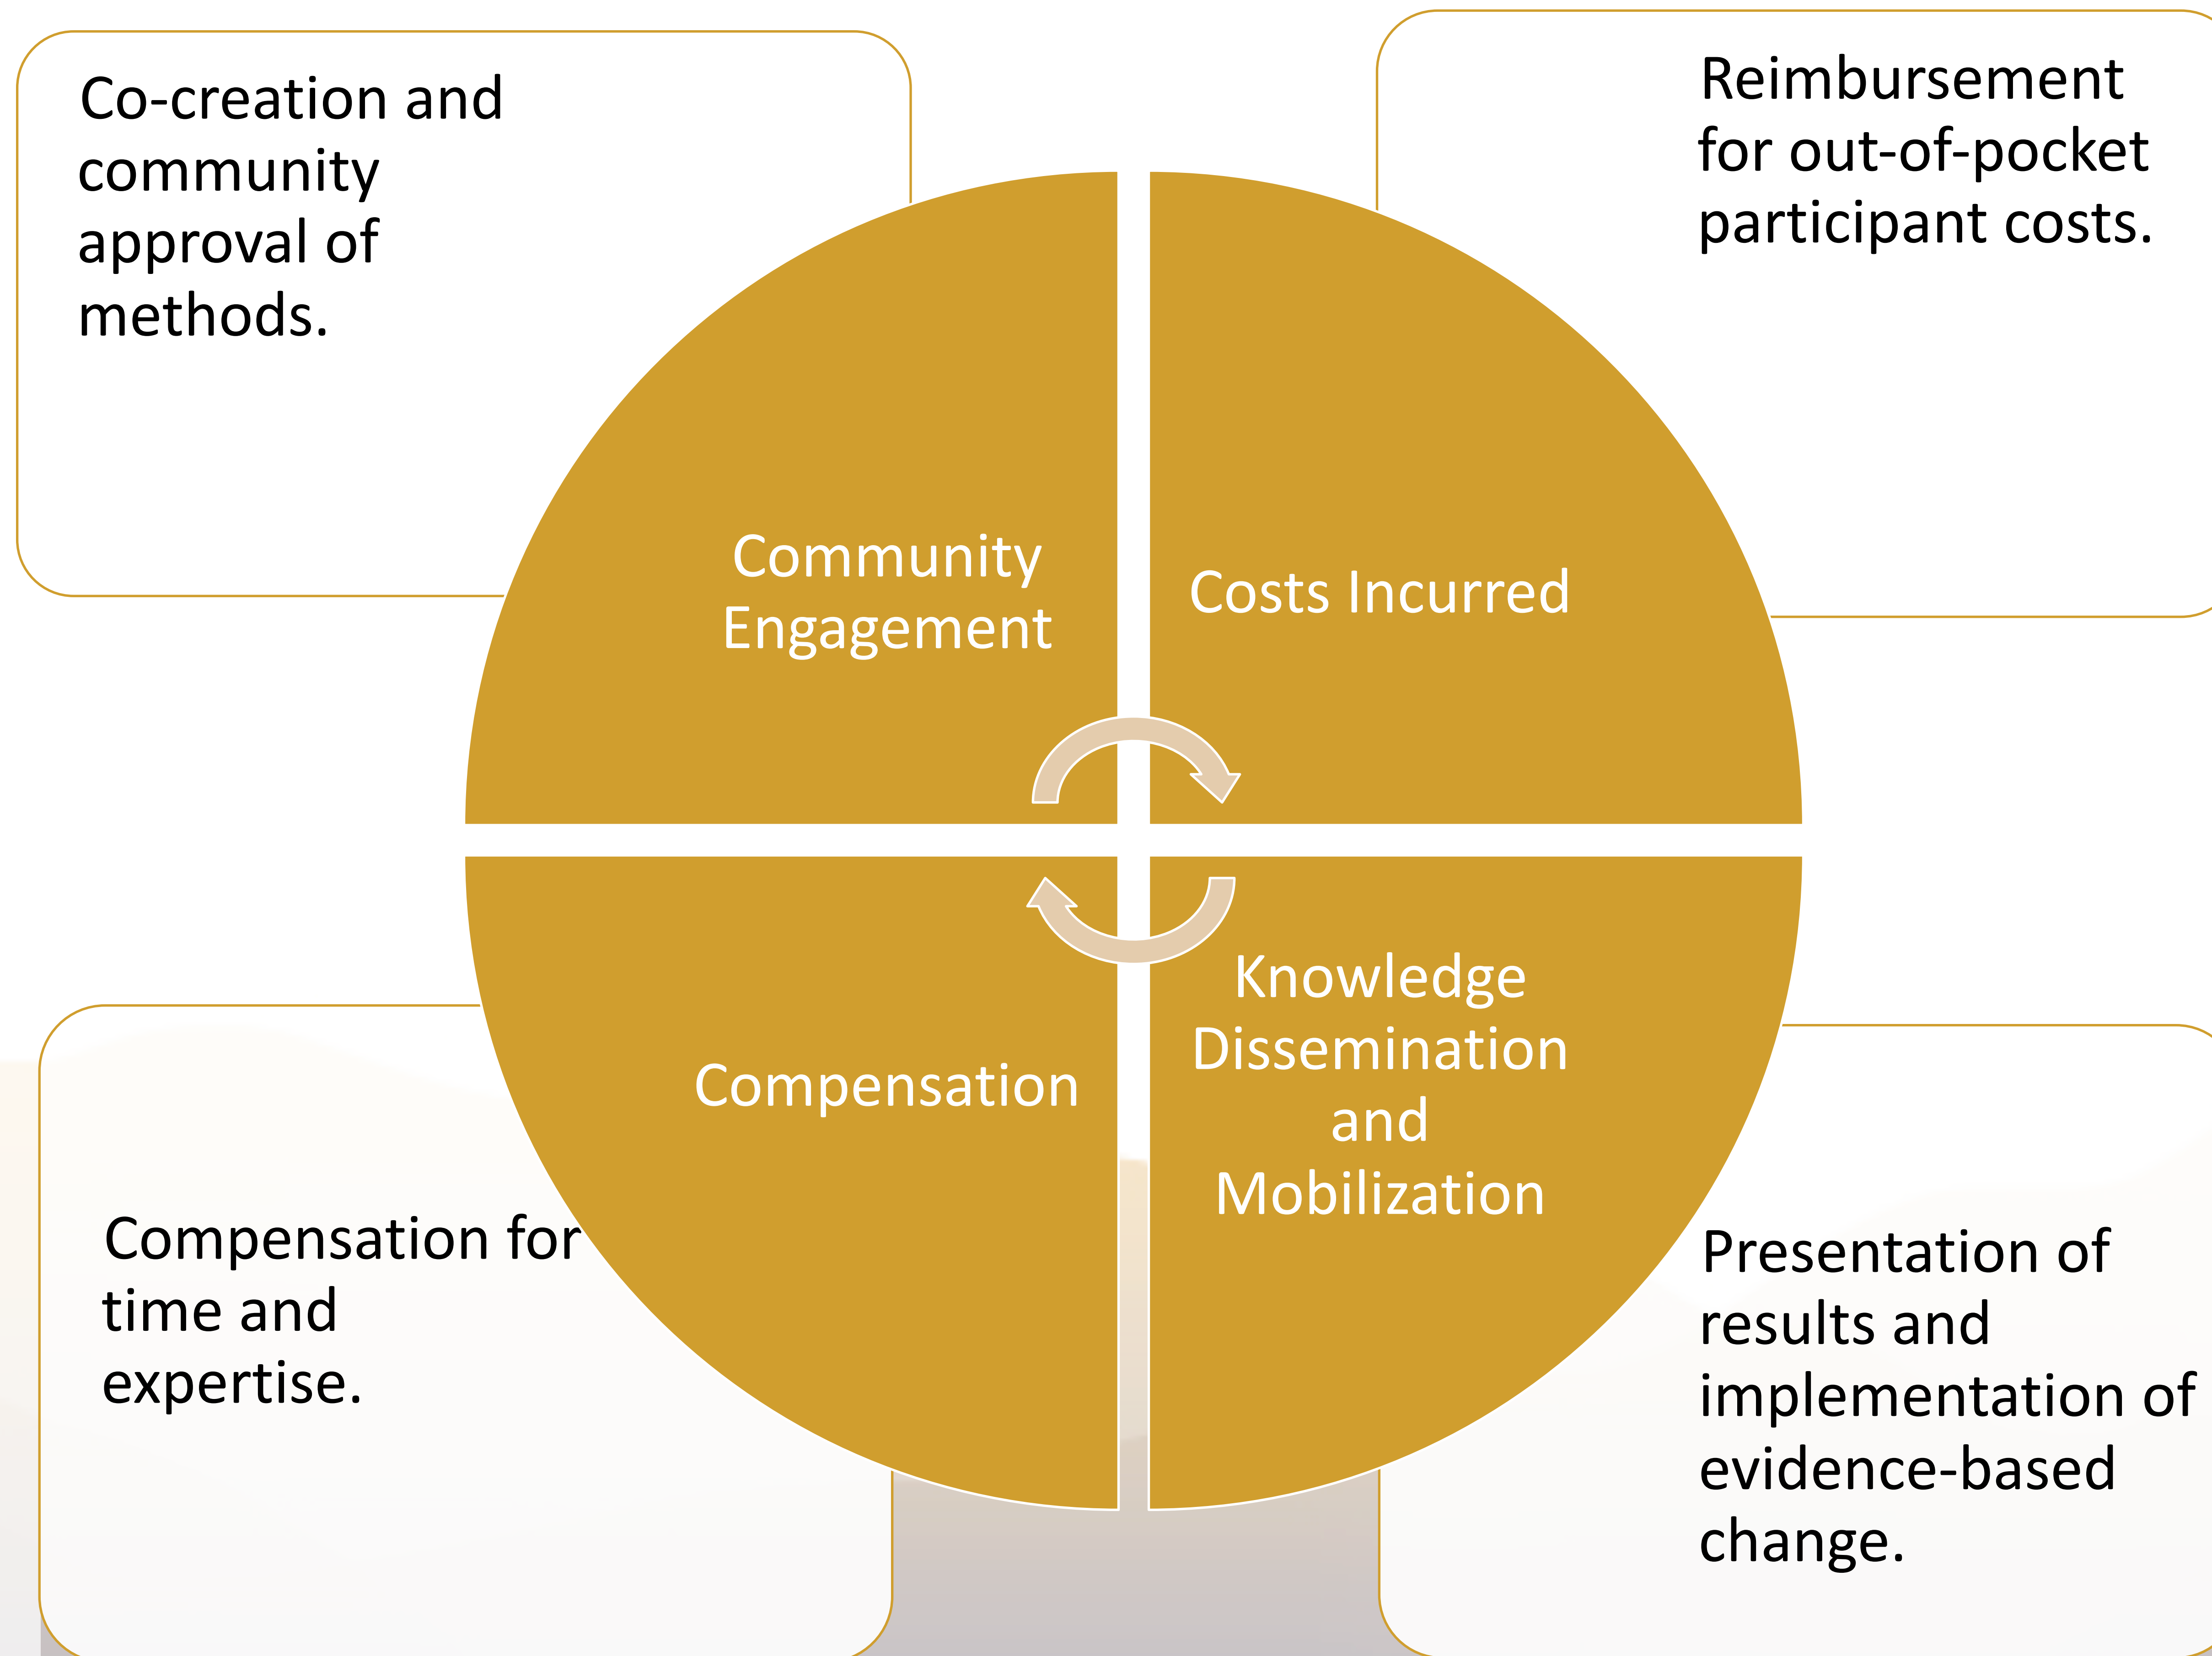 Co-creation and
community
approval of
methods.
Reimbursement
for out-of-pocket
participant costs.
Community
Engagement
Costs Incurred
Compensation
Knowledge
Dissemination
and
Mobilization
Compensation for
time and
expertise.
Presentation of
results and
implementation of
evidence-based
change.